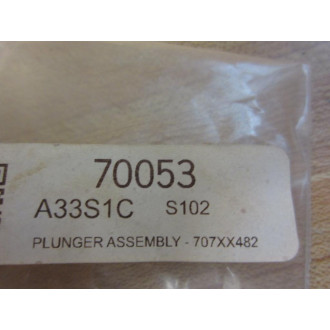 70053
A33S1C S102
PLUNGER ASSEMBLY - 707XX482